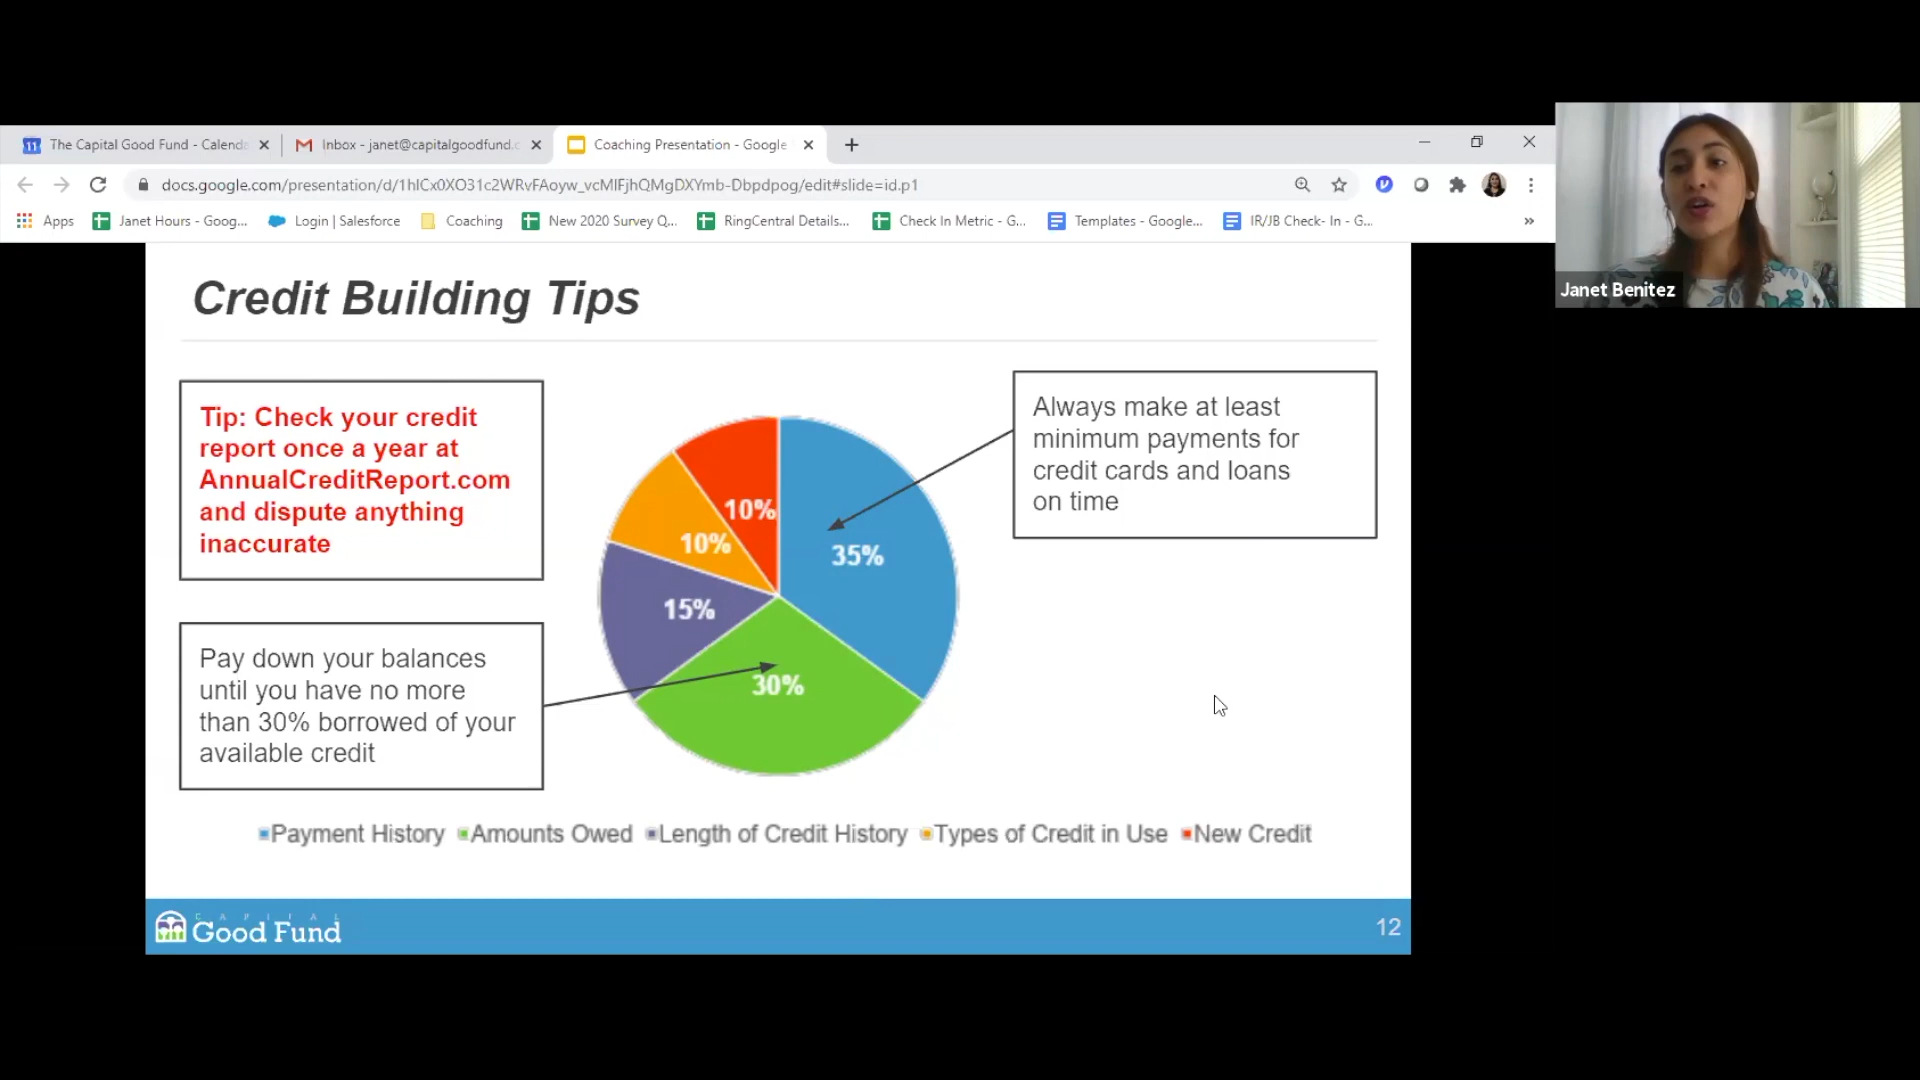 The Capital Good Fund - Calend
Inbox - janet@capitalgoodfund.c
Coaching Presentation - Google
docs.google.com/presentation/d/1hlCx0XO31c2WRvFAoyw_vcMlFjhQMgDXYmb-Dbpdpog/edit#slide=id.p1
Apps
Janet Hours - Goog...
Login | Salesforce
Coaching
New 2020 Survey Q...
RingCentral Details...
Check In Metric - G...
Templates - Google...
IR/JB Check- In - G...
Janet Benitez
Credit Building Tips
Tip: Check your credit
report once a year at
AnnualCreditReport.com
and dispute anything
inaccurate
Always make at least
minimum payments for
credit cards and loans
on time
10%
10%
35%
15%
30%
Pay down your balances
until you have no more
than 30% borrowed of your
available credit
Payment History Amounts Owed Length of Credit History Types of Credit in Use New Credit
CAPITAL
Good Fund
12